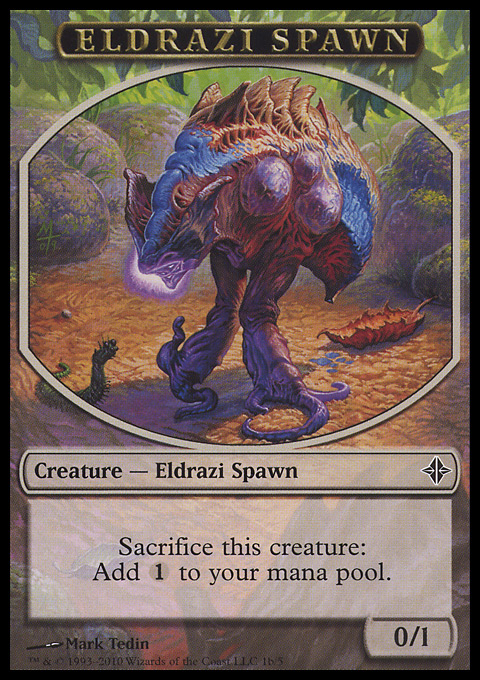 ELDRAZI SPAWN
Creature — Eldrazi Spawn
Sacrifice this creature:
Add 1 to your mana pool.
0/1
Mark Tedin
™ & © 1993–2010 Wizards of the Coast LLC 1b/5